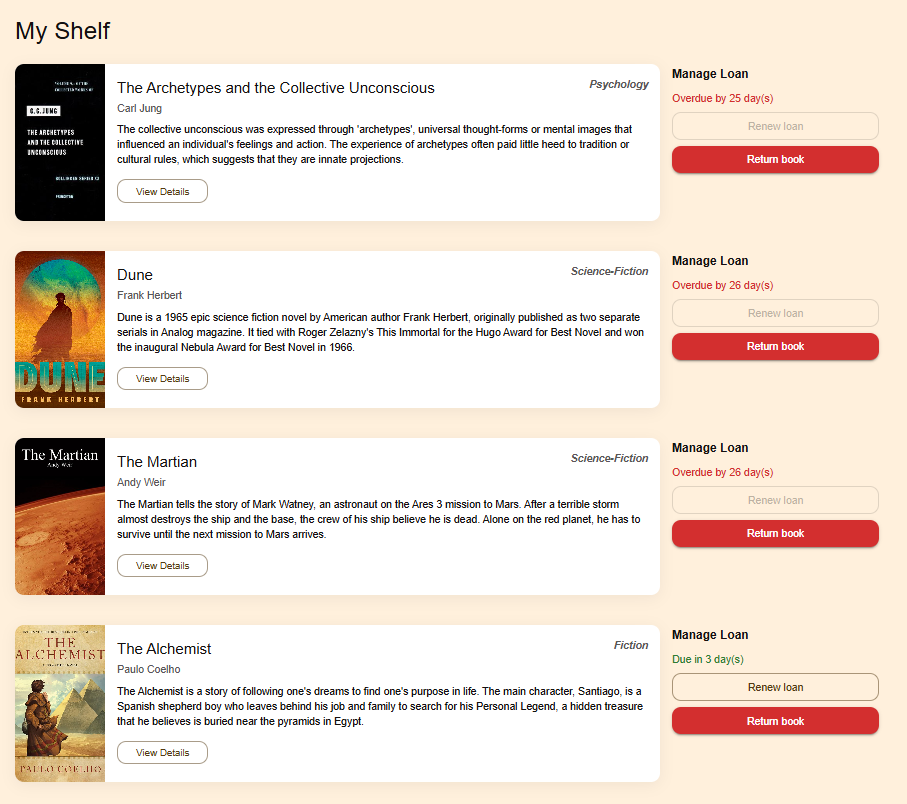 My Shelf
C.G. JUNG
THE ARCHETYPES
AND THE COLLECTIVE
UNCONSCIOUS
BOLLINGEN SERIES XX
PRINCETON
The Archetypes and the Collective Unconscious
Psychology
Carl Jung
The collective unconscious was expressed through 'archetypes', universal thought-forms or mental images that
influenced an individual's feelings and action. The experience of archetypes often paid little heed to tradition or
cultural rules, which suggests that they are innate projections.
View Details
Manage Loan
Overdue by 25 day(s)
Renew loan
Return book
DUNE
FRANK HERBERT
Dune
Science-Fiction
Frank Herbert
Dune is a 1965 epic science fiction novel by American author Frank Herbert, originally published as two separate
serials in Analog magazine. It tied with Roger Zelazny's This Immortal for the Hugo Award for Best Novel and won
the inaugural Nebula Award for Best Novel in 1966.
View Details
Manage Loan
Overdue by 26 day(s)
Renew loan
Return book
The Martian
Andy Weir
The Martian
Science-Fiction
Andy Weir
The Martian tells the story of Mark Watney, an astronaut on the Ares 3 mission to Mars. After a terrible storm
almost destroys the ship and the base, the crew of his ship believe he is dead. Alone on the red planet, he has to
survive until the next mission to Mars arrives.
View Details
Manage Loan
Overdue by 26 day(s)
Renew loan
Return book
THE
ALCHEMIST
PAULO COELHO
The Alchemist
Fiction
Paulo Coelho
The Alchemist is a story of following one's dreams to find one's purpose in life. The main character, Santiago, is a
Spanish shepherd boy who leaves behind his job and family to search for his Personal Legend, a hidden treasure
that he believes is buried near the pyramids in Egypt.
View Details
Manage Loan
Due in 3 day(s)
Renew loan
Return book